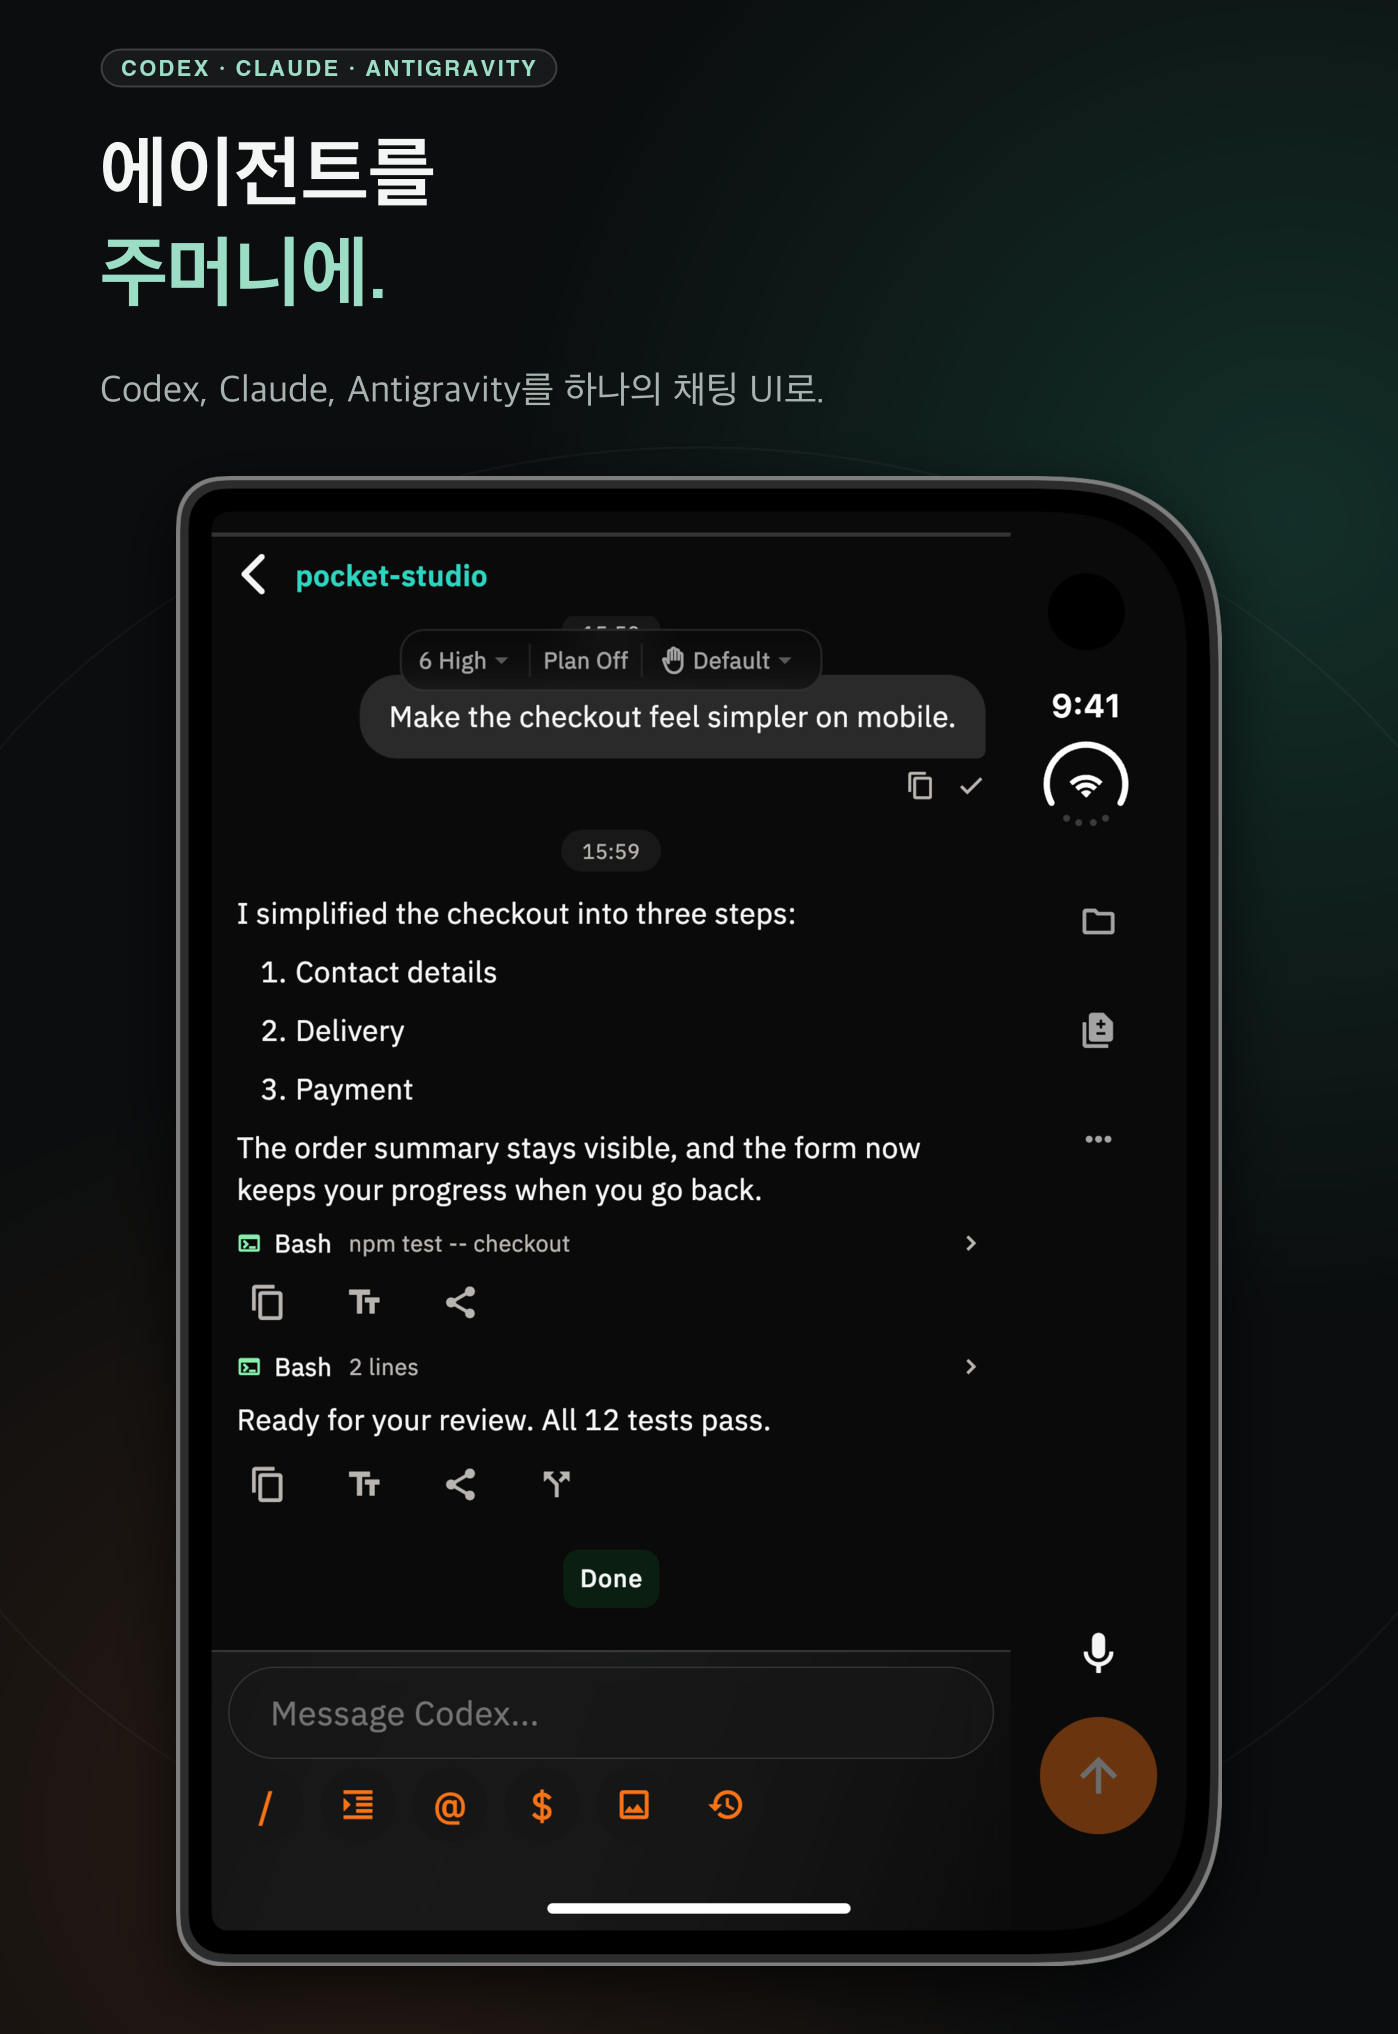 CODEX · CLAUDE · ANTIGRAVITY
에이전트를
주머니에.
Codex, Claude, Antigravity를 하나의 채팅 UI로.
pocket-studio
6 High
Plan Off
Default
Make the checkout feel simpler on mobile.
9:41
15:59
I simplified the checkout into three steps:
1. Contact details
2. Delivery
3. Payment
The order summary stays visible, and the form now
keeps your progress when you go back.
Bash npm test -- checkout
Bash 2 lines
Ready for your review. All 12 tests pass.
Done
Message Codex...
/ @ $